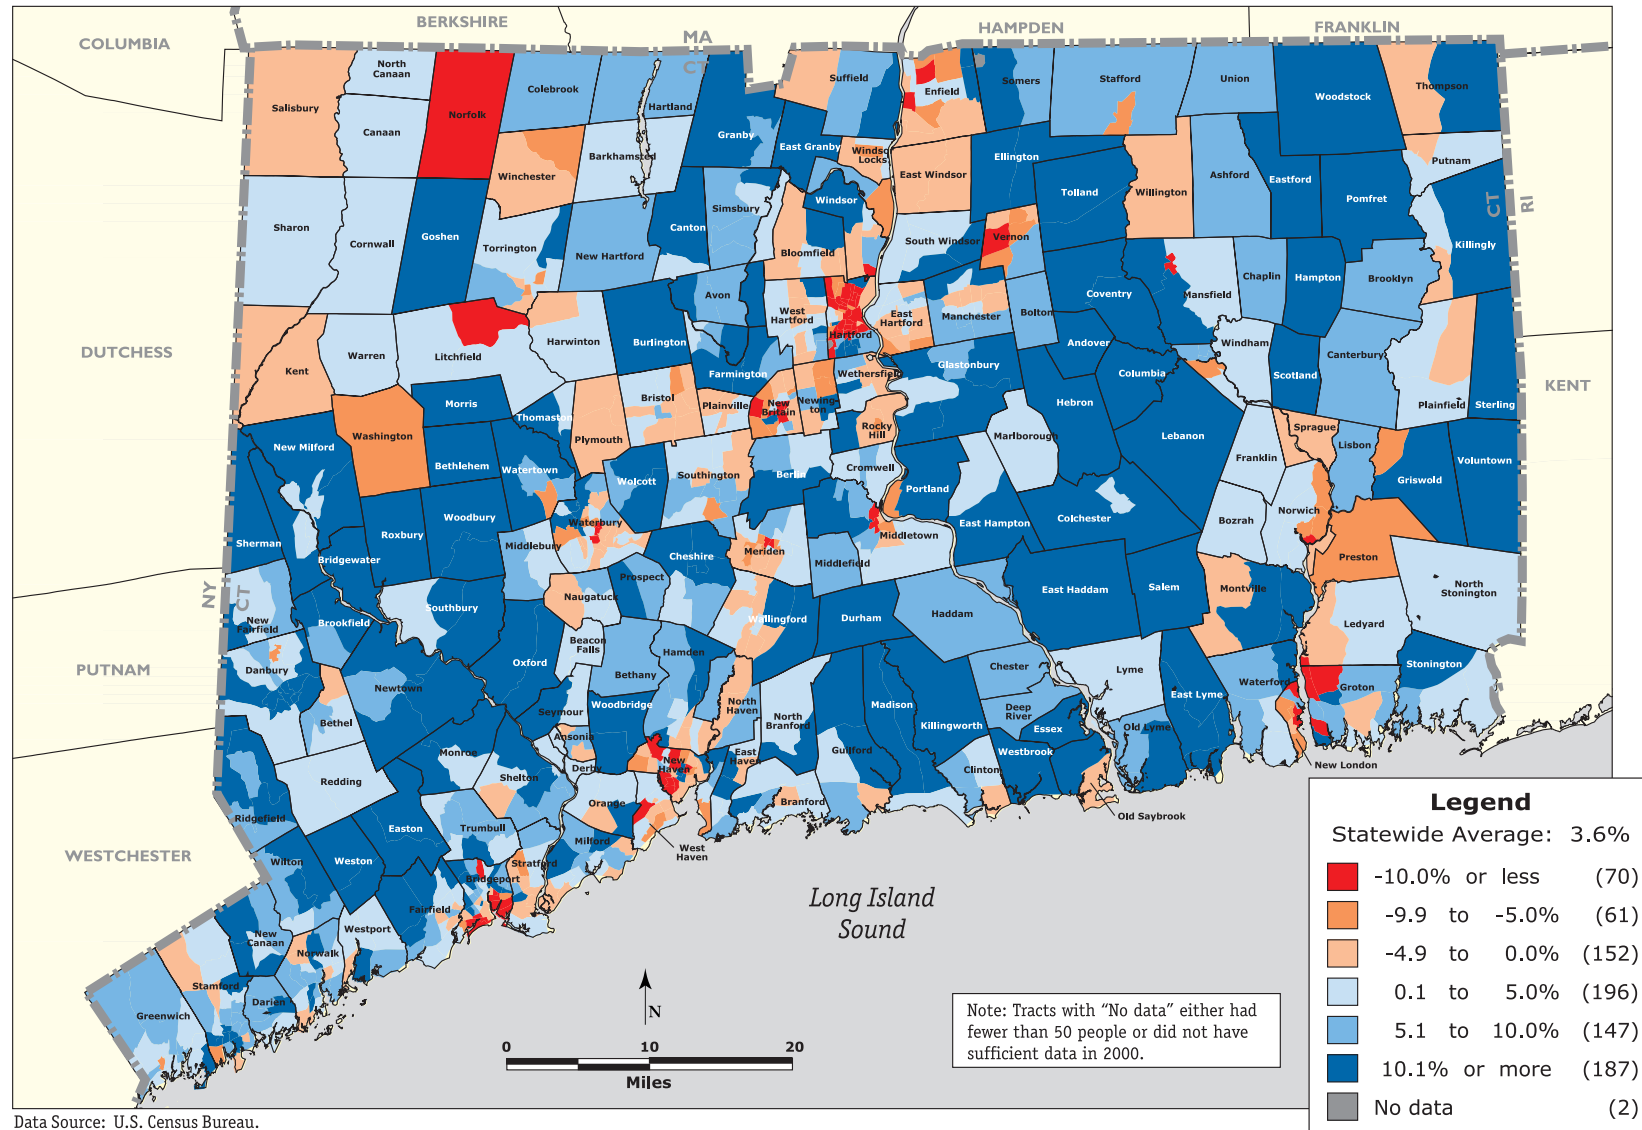 BERKSHIRE
HAMPDEN
FRANKLIN
COLUMBIA
MA
CT
North
Canaan
Colebrook
Hartland
Suffield
Enfield
Somers
Stafford
Union
Woodstock
Thompson
Salisbury
Norfolk
Canaan
Granby
East Granby
Windsor
Locks
Barkhamsted
Winchester
East Windsor
Ellington
Tolland
Willington
Ashford
Eastford
Pomfret
Putnam
CT
RI
Killingly
Sharon
Cornwall
Goshen
Torrington
New Hartford
Canton
Simsbury
Windsor
Bloomfield
South Windsor
Vernon
Coventry
Mansfield
Chaplin
Hampton
Brooklyn
DUTCHESS
Kent
Warren
Litchfield
Harwinton
Burlington
Avon
West
Hartford
Hartford
East
Hartford
Manchester
Bolton
Andover
Columbia
Windham
Scotland
Canterbury
Plainfield
Sterling
KENT
Farmington
Wethersfield
Glastonbury
Hebron
Morris
Thomaston
Plymouth
Bristol
Plainville
New
Britain
Newing-
ton
Rocky
Hill
Marlborough
Lebanon
Franklin
Sprague
Lisbon
Griswold
Voluntown
New Milford
Washington
Bethlehem
Watertown
Wolcott
Southington
Berlin
Cromwell
Portland
East Hampton
Colchester
Bozrah
Norwich
Preston
Sherman
Bridgewater
Roxbury
Woodbury
Middlebury
Waterbury
Cheshire
Meriden
Middlefield
Middletown
NY
CT
New
Fairfield
Brookfield
Southbury
Naugatuck
Prospect
Wallingford
Durham
Haddam
East Haddam
Salem
Montville
Ledyard
North
Stonington
PUTNAM
Danbury
Bethel
Newtown
Oxford
Beacon
Falls
Bethany
Hamden
Woodbridge
Seymour
Ansonia
Derby
North
Haven
North
Branford
Madison
Killingworth
Chester
Deep
River
Essex
Westbrook
Lyme
Old Lyme
East Lyme
Waterford
Groton
Stonington
New London
Redding
Monroe
Shelton
Orange
New
Haven
East
Haven
Guilford
Clinton
Branford
Old Saybrook
WESTCHESTER
Ridgefield
Wilton
Weston
Easton
Trumbull
Milford
West
Haven
Stratford
Bridgeport
Fairfield
Westport
New
Canaan
Norwalk
Stamford
Darien
Greenwich
Long Island
Sound
N
0 10 20
Miles
Note: Tracts with “No data” either had
fewer than 50 people or did not have
sufficient data in 2000.
Legend
Statewide Average: 3.6%
-10.0% or less (70)
-9.9 to -5.0% (61)
-4.9 to 0.0% (152)
0.1 to 5.0% (196)
5.1 to 10.0% (147)
10.1% or more (187)
No data (2)
Data Source: U.S. Census Bureau.